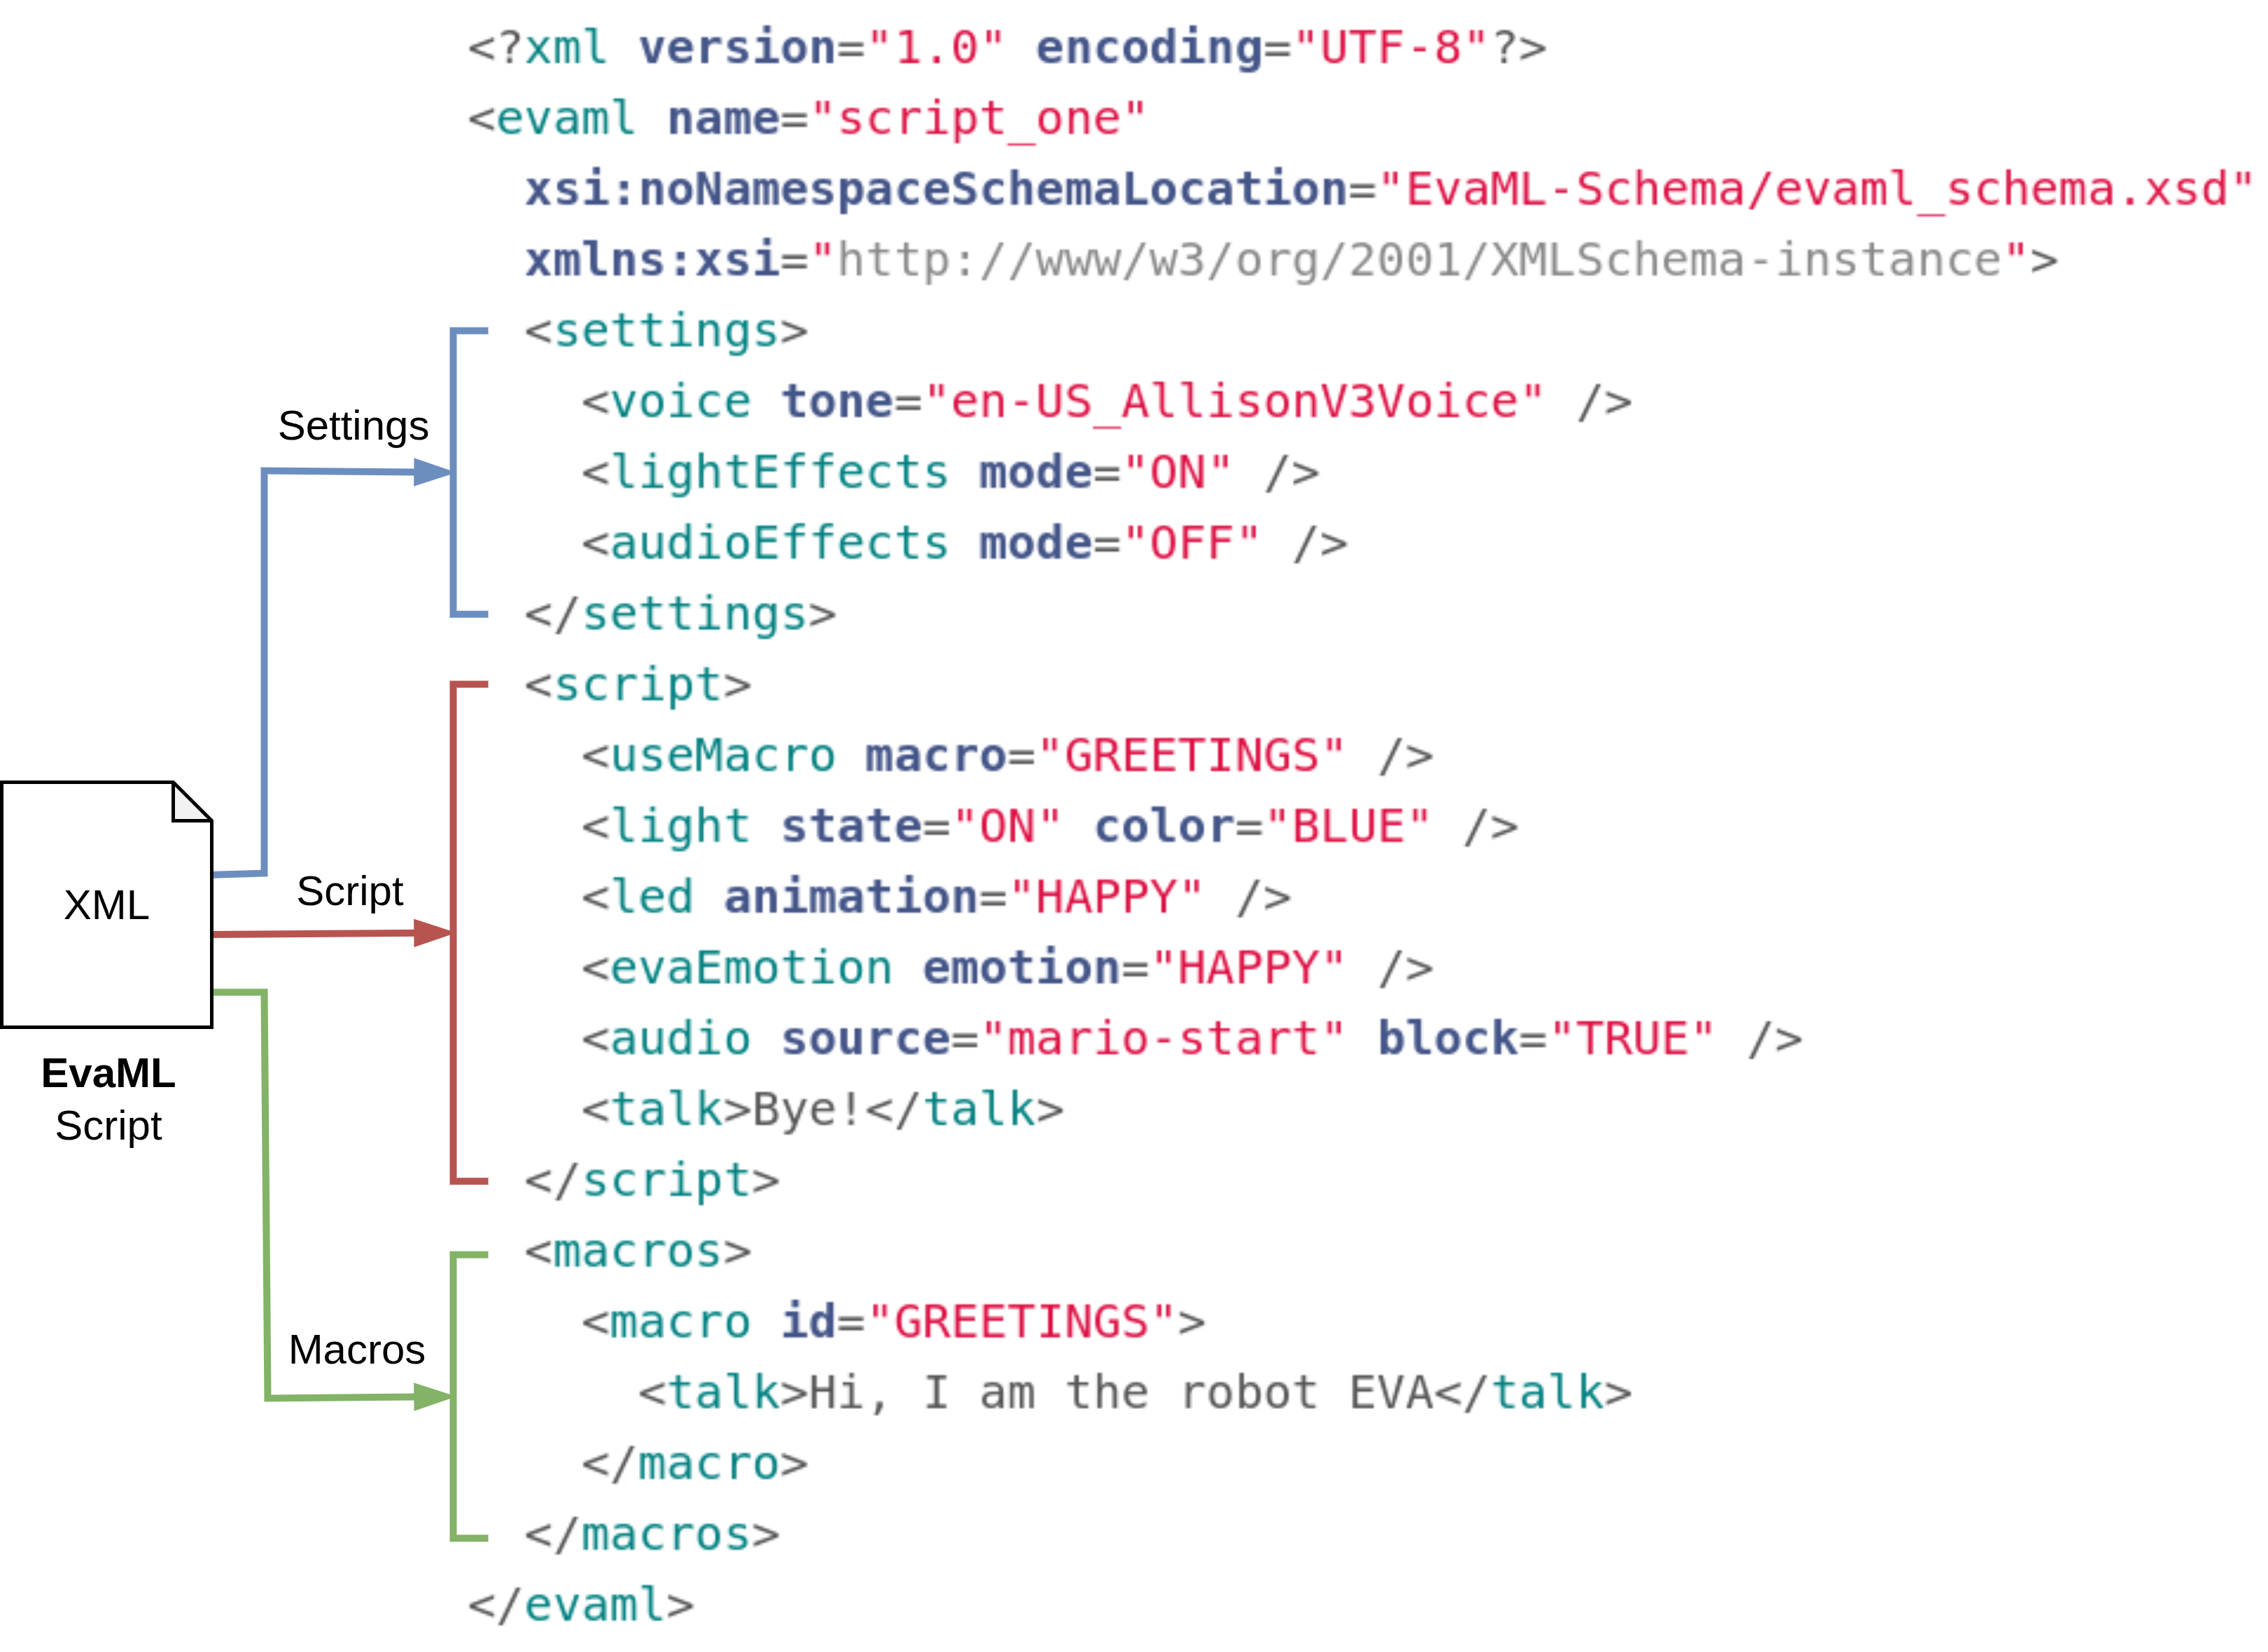 <?xml version="1.0" encoding="UTF-8"?>
<evaml name="script_one"
xsi:noNamespaceSchemaLocation="EvaML-Schema/evaml_schema.xsd"
xmlns:xsi="http://www/w3/org/2001/XMLSchema-instance">
<settings>
<voice tone="en-US_AllisonV3Voice" />
Settings
<lightEffects mode="ON" />
<audioEffects mode="OFF" />
</settings>
<script>
<useMacro macro="GREETINGS" />
<light state="ON" color="BLUE" />
Script
<led animation="HAPPY" />
XML
<evaEmotion emotion="HAPPY" />
<audio source="mario-start" block="TRUE" />
EvaML
Script
<talk>Bye!</talk>
</script>
<macros>
<macro id="GREETINGS">
Macros
<talk>Hi, I am the robot EVA</talk>
</macro>
</macros>
</evaml>